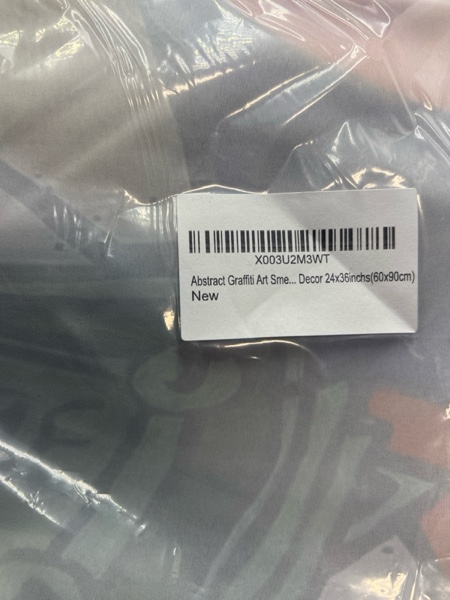 X003U2M3WT
Abstract Graffiti Art Sme... Decor 24x36inchs(60x90cm)
New